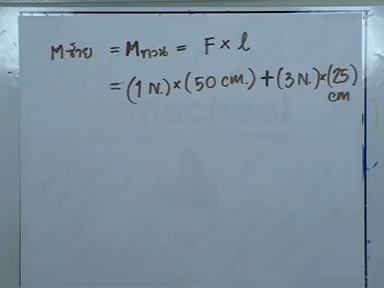 Mซ้าย = Mทวน = F × l
= (1 N.) × (50 cm.) + (3 N.) × (25)
cm